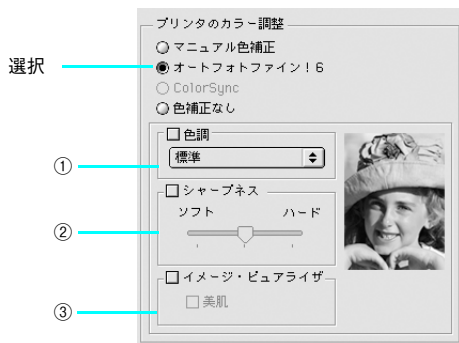 プリンタのカラー調整
マニュアル色補正
選択
オートフォトファイン！6
ColorSync
色補正なし
色調
標準
①
シャープネス
ソフト ハード
②
イメージ・ピュアライザ
美肌
③